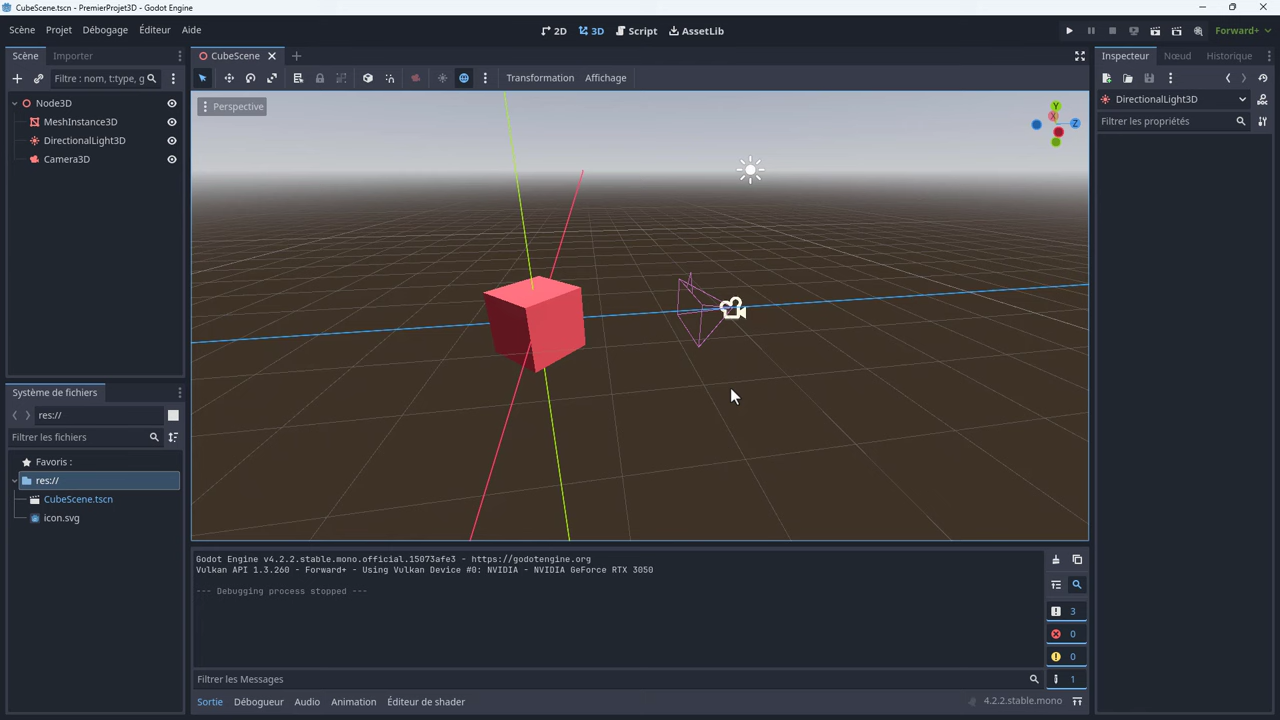 CubeScene.tscn - PremierProjet3D - Godot Engine
Scène Projet Débogage Éditeur Aide
2D 3D Script AssetLib
Forward+
Scène Importer
Filtre : nom, t:type, g
Node3D
MeshInstance3D
DirectionalLight3D
Camera3D
Système de fichiers
res://
Filtrer les fichiers
Favoris :
res://
CubeScene.tscn
icon.svg
CubeScene
Transformation Affichage
Perspective
Y
X
Z
Godot Engine v4.2.2.stable.mono.official.15073afe3 - https://godotengine.org
Vulkan API 1.3.260 - Forward+ - Using Vulkan Device #0: NVIDIA - NVIDIA GeForce RTX 3050
--- Debugging process stopped ---
3
0
0
1
Filtrer les Messages
Sortie Débogueur Audio Animation Éditeur de shader
4.2.2.stable.mono
Inspecteur Nœud Historique
DirectionalLight3D
DOC
Filtrer les propriétés